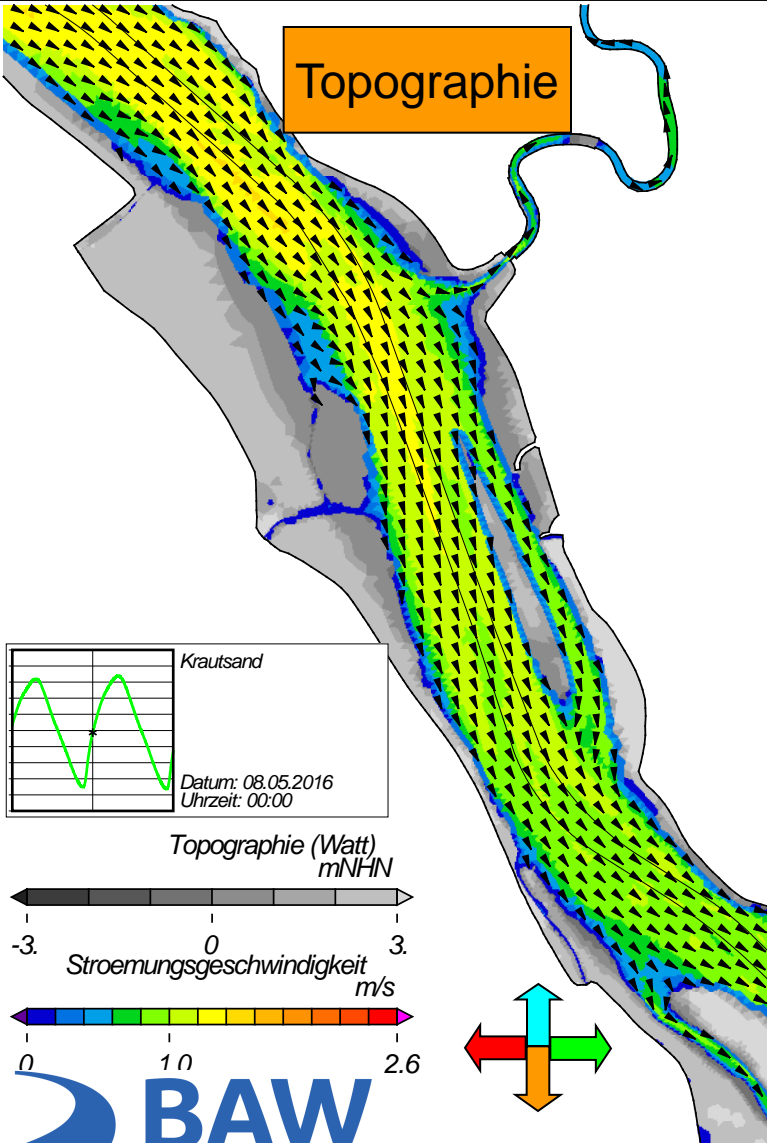 Topographie
Krautsand
Datum: 08.05.2016
Uhrzeit: 00:00
Topographie (Watt)
mNHN
-3. 0 3.
Stroemungsgeschwindigkeit
m/s
0 1.0 2.6
BAW